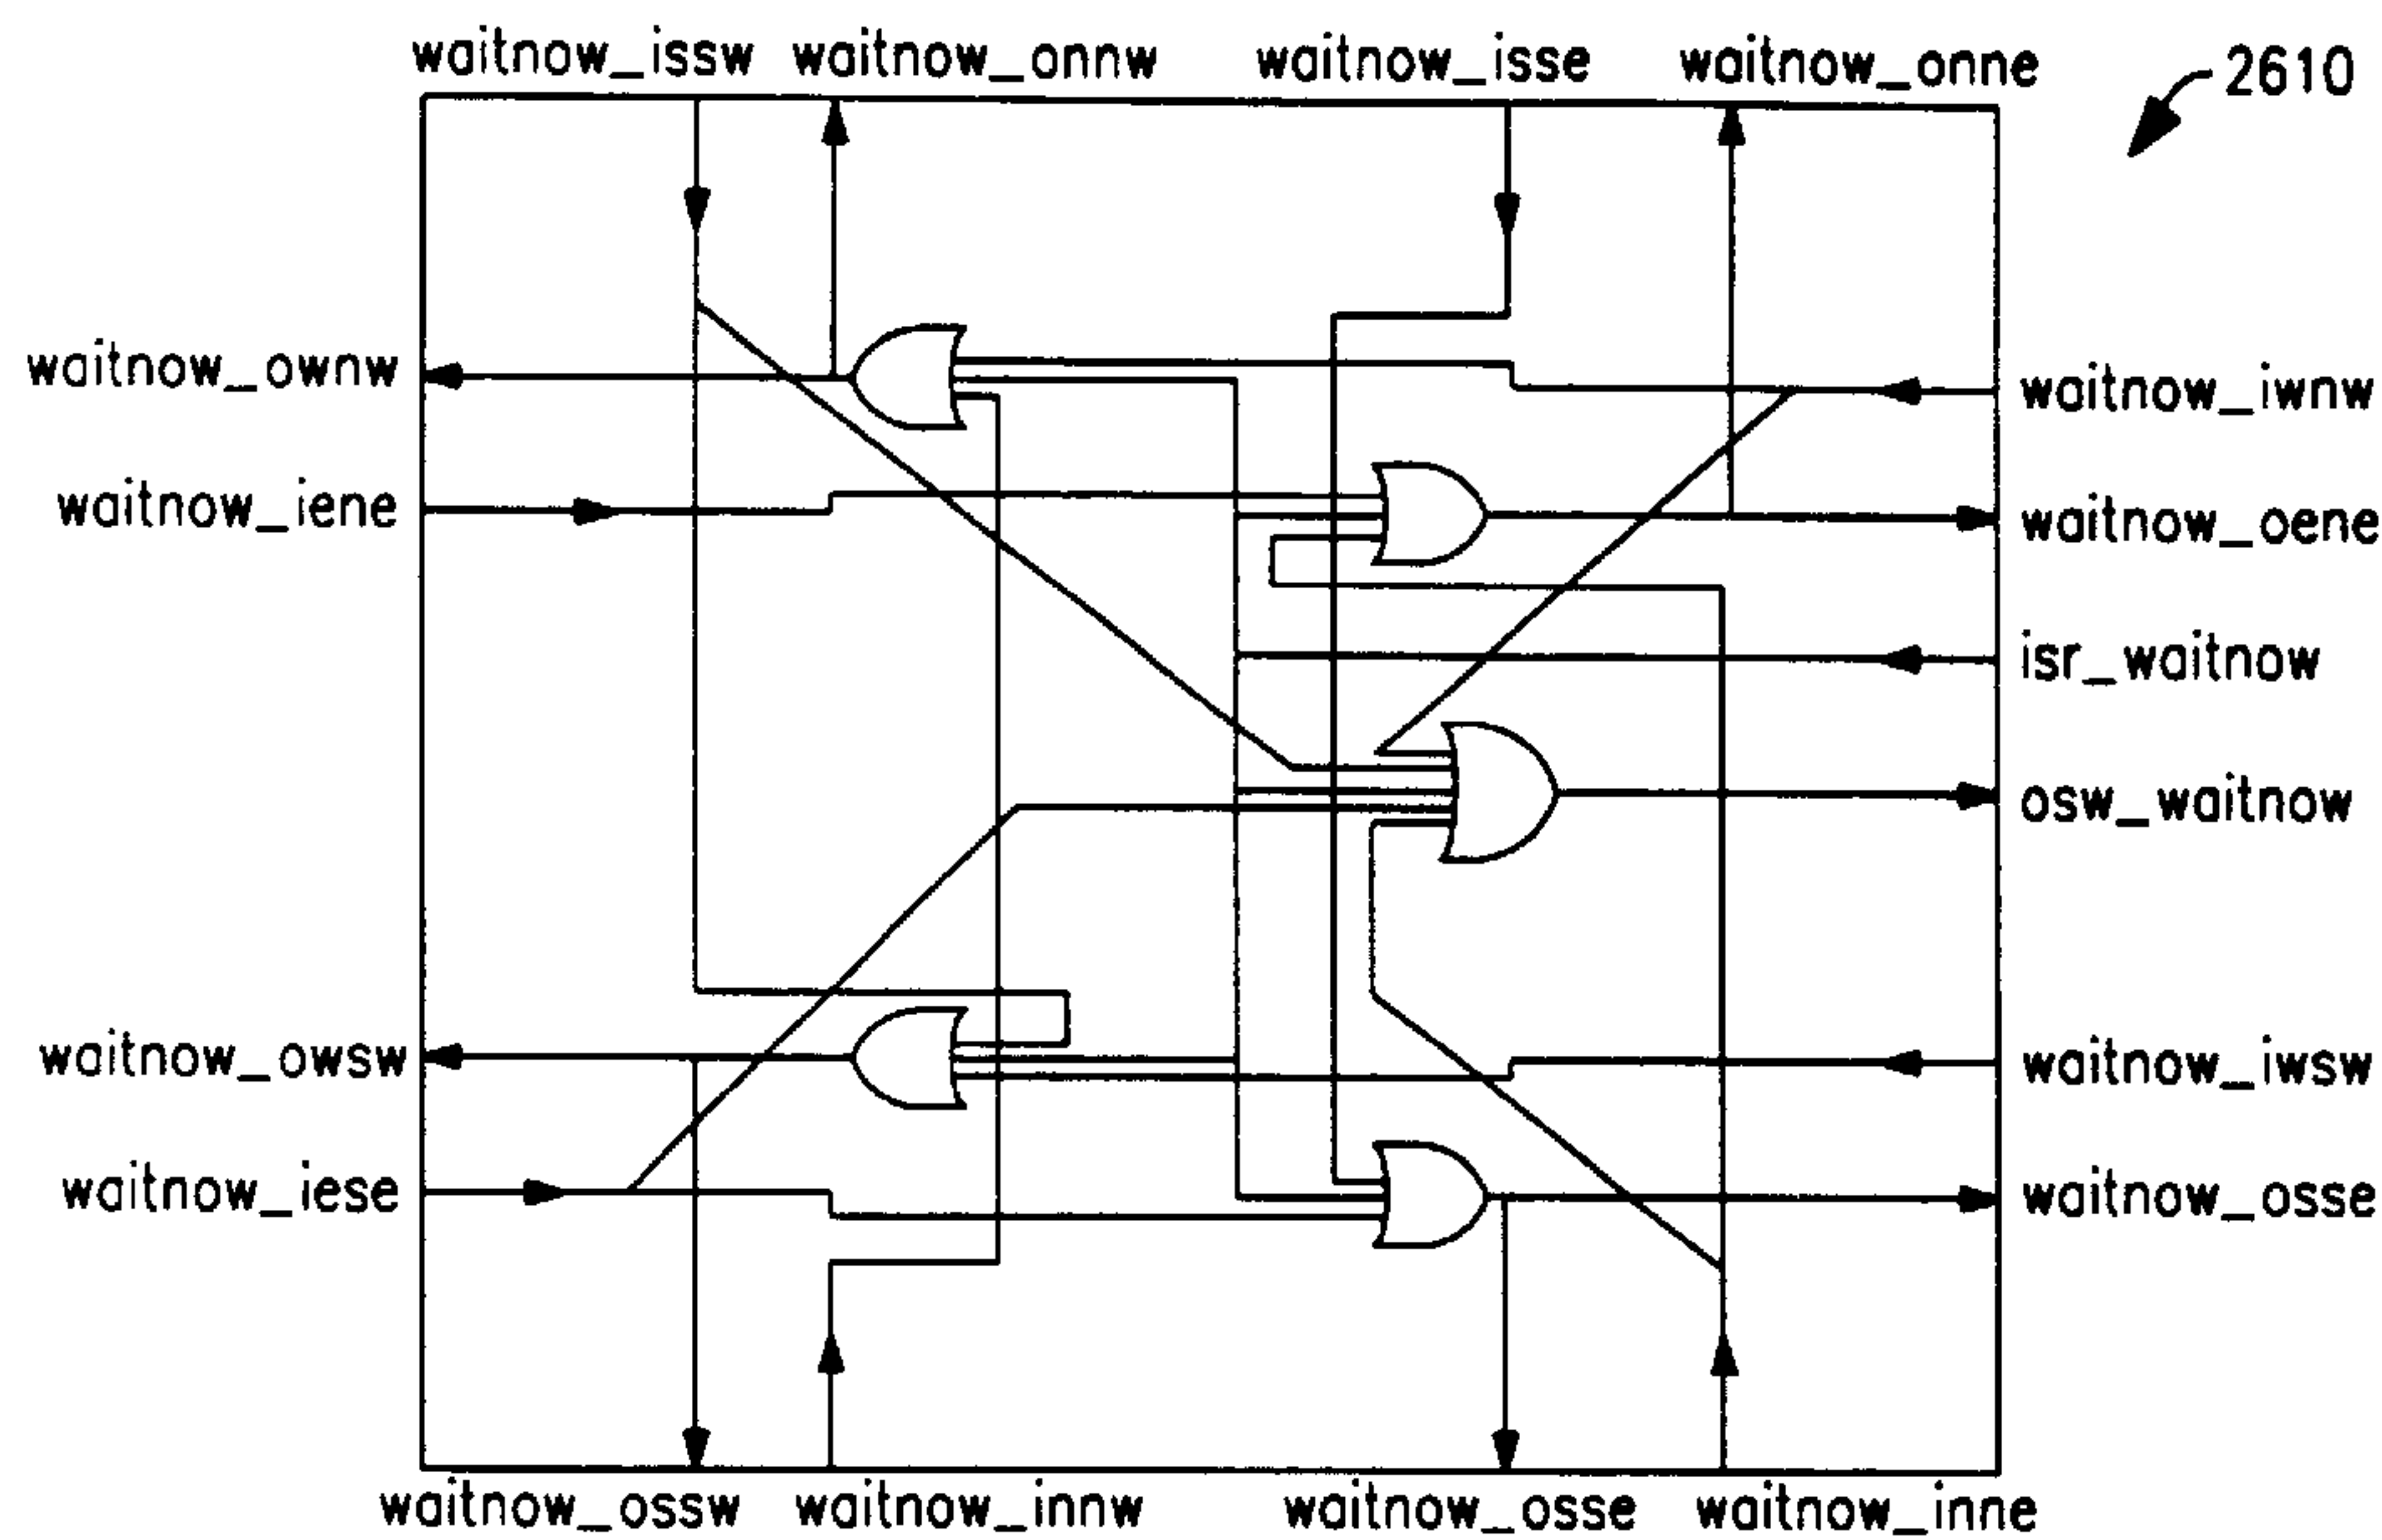 waitnow_issw waitnow_onnw waitnow_isse waitnow_onne
2610
waitnow_ownw
waitnow_iwnw
waitnow_iene
waitnow_oene
isr_waitnow
osw_waitnow
waitnow_owsw
waitnow_iwsw
waitnow_iese
waitnow_osse
waitnow_ossw waitnow_innw waitnow_osse waitnow_inne